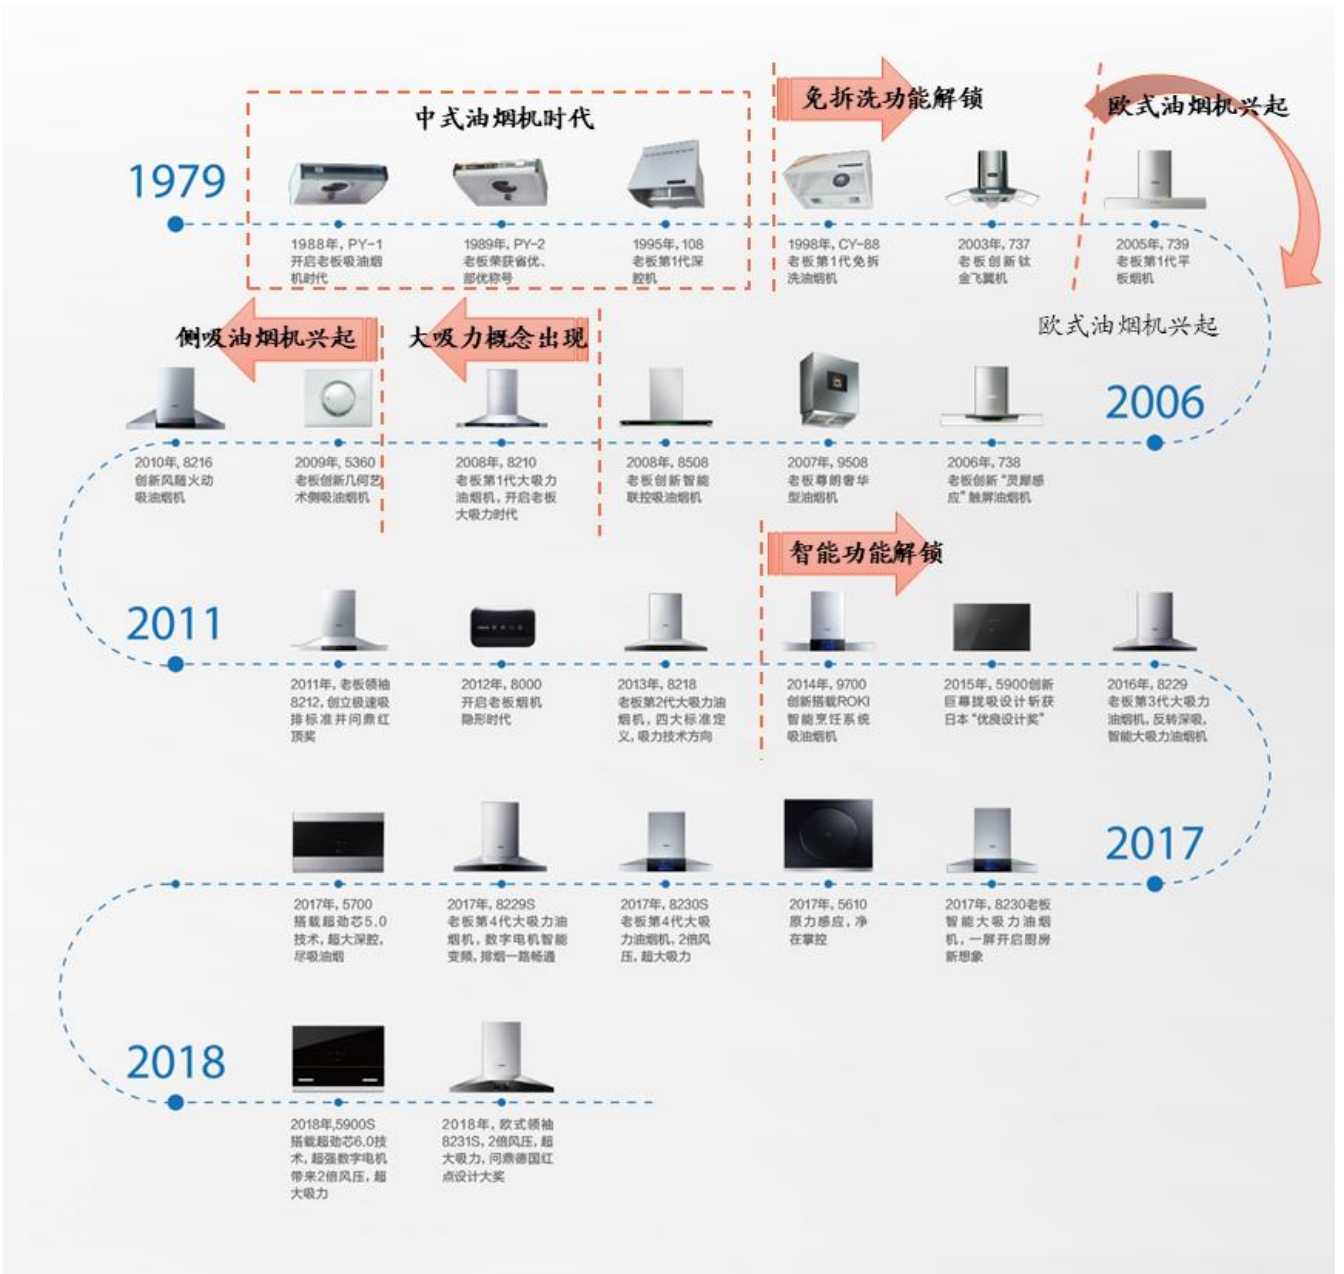 中式油烟机时代
免拆洗功能解锁
欧式油烟机兴起
1979
1988年, PY-1
开启老板吸油烟
机时代
1989年, PY-2
老板荣获省优、
部优称号
1995年, 108
老板第1代深
腔机
1998年, CY-88
老板第1代免拆
洗油烟机
2003年, 737
老板创新钛
金飞翼机
2005年, 739
老板第1代平
板烟机
侧吸油烟机兴起
大吸力概念出现
欧式油烟机兴起
2006
2010年, 8216
创新风随火动
吸油烟机
2009年, 5360
老板创新几何艺
术侧吸油烟机
2008年, 8210
老板第1代大吸力
油烟机, 开启老板
大吸力时代
2008年, 8508
老板创新智能
联控吸油烟机
2007年, 9508
老板尊朗奢华
型油烟机
2006年, 738
老板创新“灵犀感
应”触屏油烟机
智能功能解锁
2011
2011年, 老板领袖
8212, 创立极速吸
排标准并问鼎红
顶奖
2012年, 8000
开启老板烟机
隐形时代
2013年, 8218
老板第2代大吸力油
烟机, 四大标准定
义, 吸力技术方向
2014年, 9700
创新搭载ROKI
智能烹饪系统
吸油烟机
2015年, 5900创新
巨幕拢吸设计斩获
日本“优良设计奖”
2016年, 8229
老板第3代大吸力
油烟机, 反转深吸,
智能大吸力油烟机
2017
2017年, 5700
搭载超劲芯5.0
技术, 超大深腔,
尽吸油烟
2017年, 8229S
老板第4代大吸力油
烟机, 数字电机智能
变频, 排烟一路畅通
2017年, 8230S
老板第4代大吸
力油烟机, 2倍风
压, 超大吸力
2017年, 5610
原力感应, 净
在掌控
2017年, 8230老板
智能大吸力油烟
机, 一屏开启厨房
新想象
2018
2018年,5900S
搭载超劲芯6.0技
术, 超强数字电机
带来2倍风压, 超
大吸力
2018年, 欧式领袖
8231S, 2倍风压, 超
大吸力, 问鼎德国红
点设计大奖